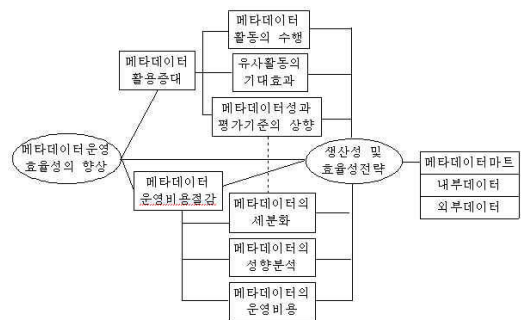 메타데이터
활동의 수행
메타데이터
활용증대
유사활동의
기대효과
메타데이터성과
평가기준의 상향
메타데이터운영
효율성의 향상
생산성 및
효율성전략
메타데이터마트
내부데이터
외부데이터
메타데이터
운영비용절감
메타데이터의
세분화
메타데이터의
성향분석
메타데이터의
운영비용